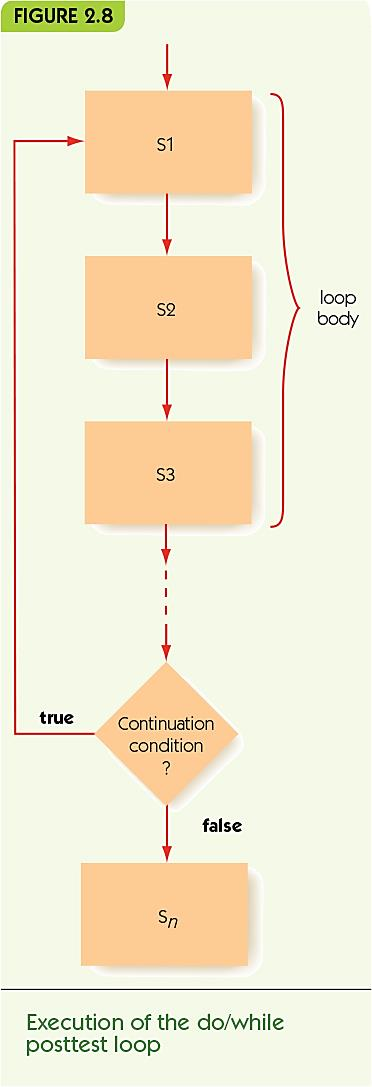 FIGURE 2.8
S1
S2
loop
body
S3
true
Continuation
condition
?
false
Sn
Execution of the do/while
posttest loop